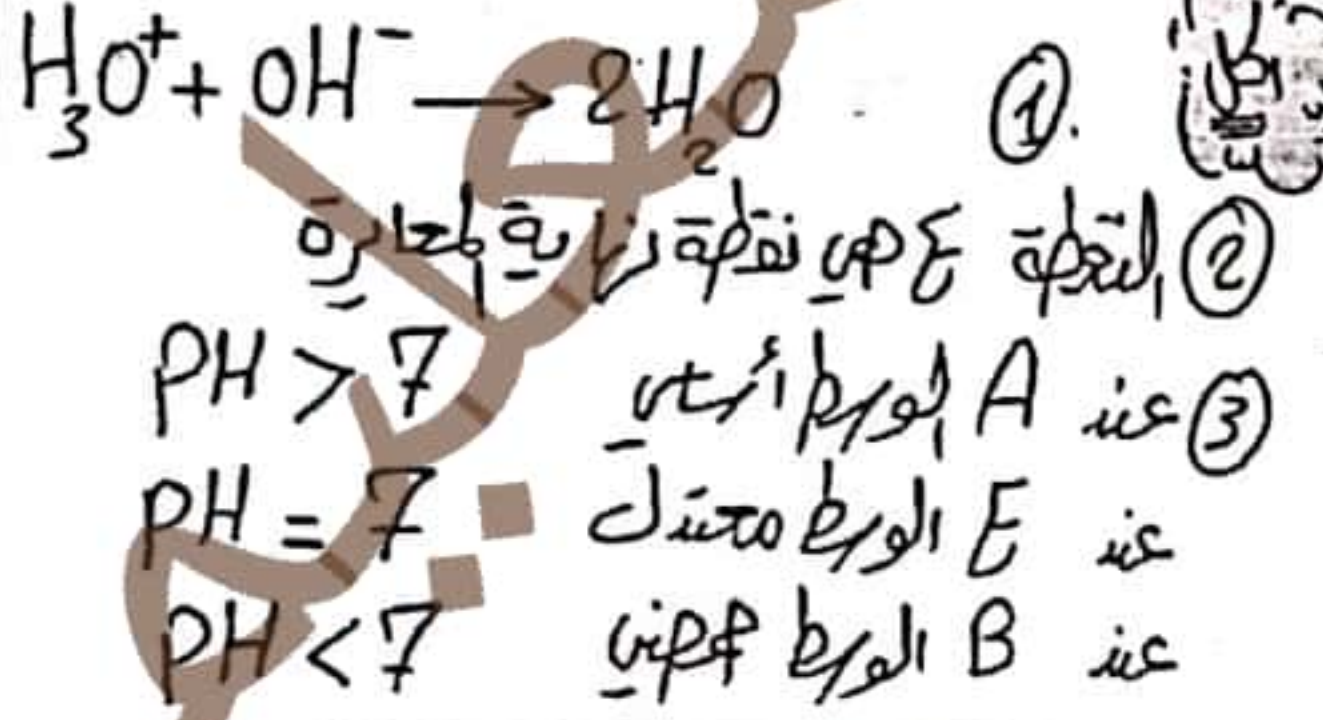 ① H₃O⁺ + OH⁻ → 2H₂O
② النقطة E هي نقطة نهاية المعايرة
③ عند A الوسط أساسي PH > 7
عند E الوسط معتدل PH = 7
عند B الوسط حمضي PH < 7